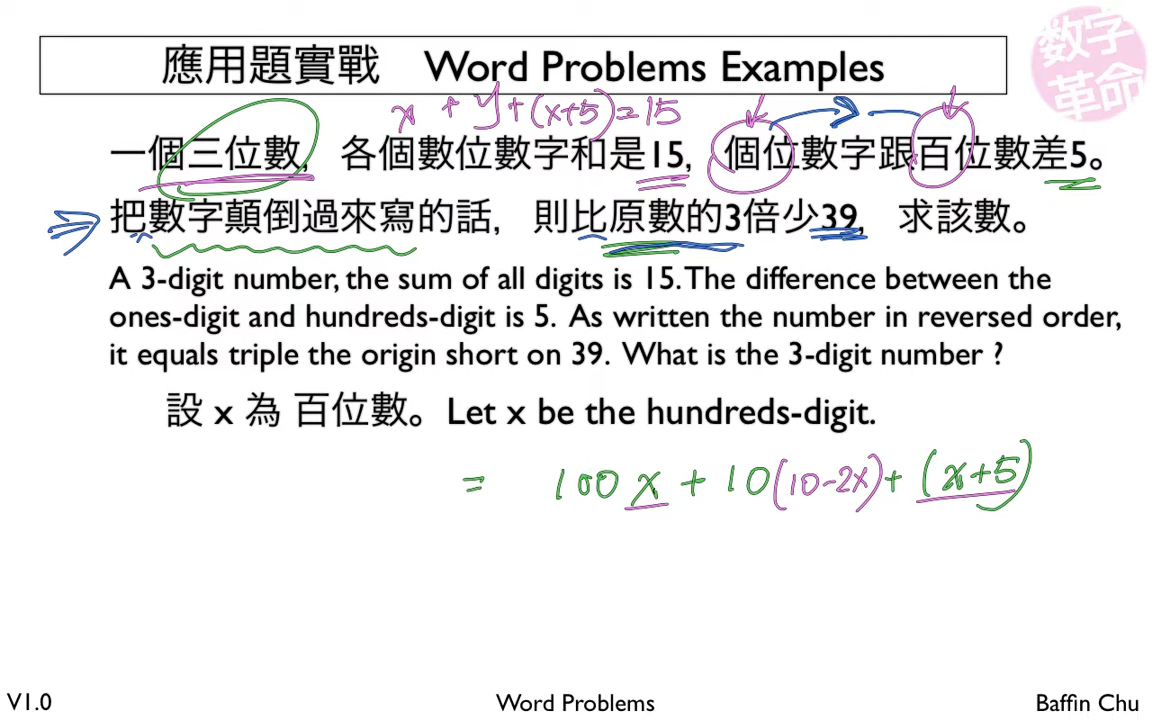 数字
革命
應用題實戰 Word Problems Examples
x + y + (x+5) = 15
一個三位數, 各個數位數字和是15, 個位數字跟百位數差5。
把數字顛倒過來寫的話, 則比原數的3倍少39, 求該數。
A 3-digit number, the sum of all digits is 15. The difference between the
ones-digit and hundreds-digit is 5. As written the number in reversed order,
it equals triple the origin short on 39. What is the 3-digit number ?
設 x 為 百位數。Let x be the hundreds-digit.
= 100x + 10(10-2x) + (x+5)
V1.0 Word Problems Baffin Chu